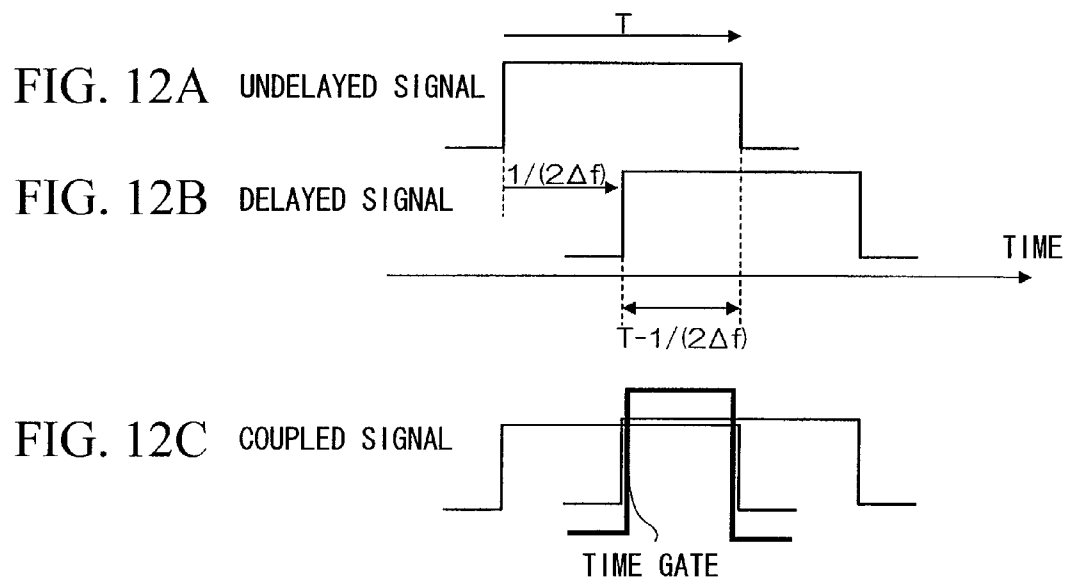 T
FIG. 12A UNDELAYED SIGNAL
1/(2Δf)
FIG. 12B DELAYED SIGNAL
TIME
T-1/(2Δf)
FIG. 12C COUPLED SIGNAL
TIME GATE